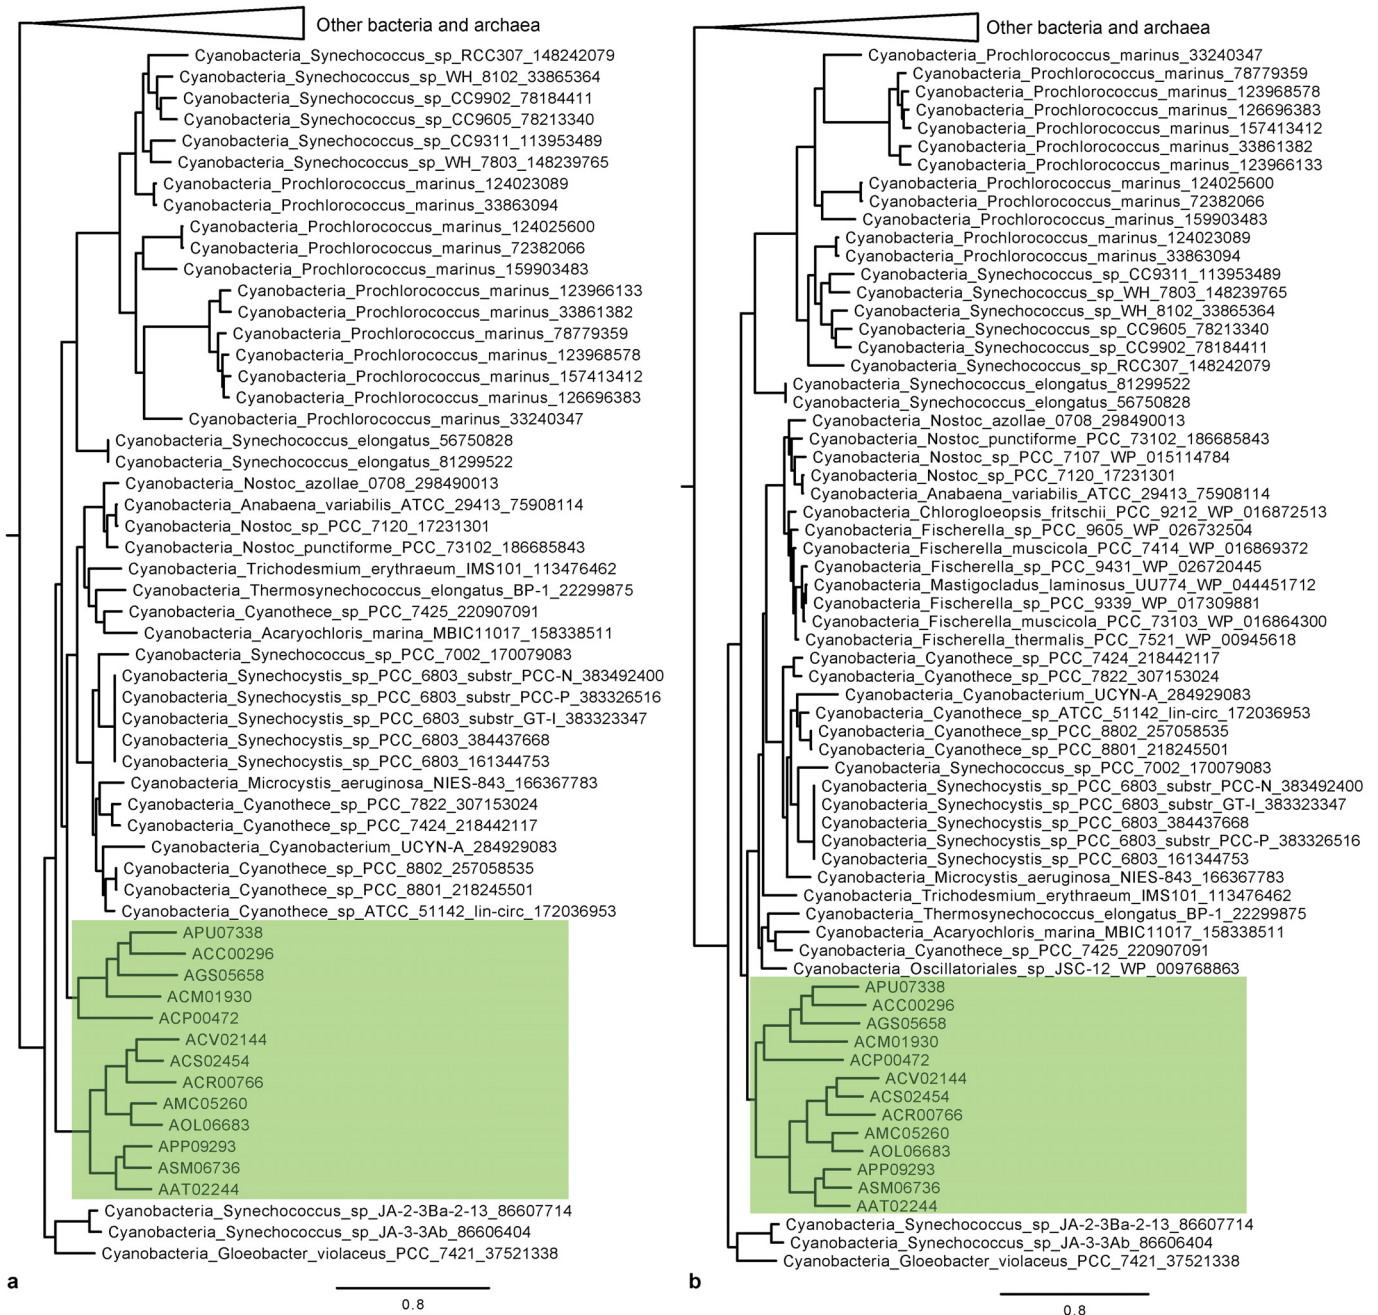 Other bacteria and archaea
Cyanobacteria_Synechococcus_sp_RCC307_148242079
Cyanobacteria_Synechococcus_sp_WH_8102_33865364
Cyanobacteria_Synechococcus_sp_CC9902_78184411
Cyanobacteria_Synechococcus_sp_CC9605_78213340
Cyanobacteria_Synechococcus_sp_CC9311_113953489
Cyanobacteria_Synechococcus_sp_WH_7803_148239765
Cyanobacteria_Prochlorococcus_marinus_124023089
Cyanobacteria_Prochlorococcus_marinus_33863094
Cyanobacteria_Prochlorococcus_marinus_124025600
Cyanobacteria_Prochlorococcus_marinus_72382066
Cyanobacteria_Prochlorococcus_marinus_159903483
Cyanobacteria_Prochlorococcus_marinus_123966133
Cyanobacteria_Prochlorococcus_marinus_33861382
Cyanobacteria_Prochlorococcus_marinus_78779359
Cyanobacteria_Prochlorococcus_marinus_123968578
Cyanobacteria_Prochlorococcus_marinus_157413412
Cyanobacteria_Prochlorococcus_marinus_126696383
Cyanobacteria_Prochlorococcus_marinus_33240347
Cyanobacteria_Synechococcus_elongatus_56750828
Cyanobacteria_Synechococcus_elongatus_81299522
Cyanobacteria_Nostoc_azollae_0708_298490013
Cyanobacteria_Anabaena_variabilis_ATCC_29413_75908114
Cyanobacteria_Nostoc_sp_PCC_7120_17231301
Cyanobacteria_Nostoc_punctiforme_PCC_73102_186685843
Cyanobacteria_Trichodesmium_erythraeum_IMS101_113476462
Cyanobacteria_Thermosynechococcus_elongatus_BP-1_22299875
Cyanobacteria_Cyanothece_sp_PCC_7425_220907091
Cyanobacteria_Acaryochloris_marina_MBIC11017_158338511
Cyanobacteria_Synechococcus_sp_PCC_7002_170079083
Cyanobacteria_Synechocystis_sp_PCC_6803_substr_PCC-N_383492400
Cyanobacteria_Synechocystis_sp_PCC_6803_substr_PCC-P_383326516
Cyanobacteria_Synechocystis_sp_PCC_6803_substr_GT-I_383323347
Cyanobacteria_Synechocystis_sp_PCC_6803_384437668
Cyanobacteria_Synechocystis_sp_PCC_6803_161344753
Cyanobacteria_Microcystis_aeruginosa_NIES-843_166367783
Cyanobacteria_Cyanothece_sp_PCC_7822_307153024
Cyanobacteria_Cyanothece_sp_PCC_7424_218442117
Cyanobacteria_Cyanobacterium_UCYN-A_284929083
Cyanobacteria_Cyanothece_sp_PCC_8802_257058535
Cyanobacteria_Cyanothece_sp_PCC_8801_218245501
Cyanobacteria_Cyanothece_sp_ATCC_51142_lin-circ_172036953
APU07338
ACC00296
AGS05658
ACM01930
ACP00472
ACV02144
ACS02454
ACR00766
AMC05260
AOL06683
APP09293
ASM06736
AAT02244
Cyanobacteria_Synechococcus_sp_JA-2-3Ba-2-13_86607714
Cyanobacteria_Synechococcus_sp_JA-3-3Ab_86606404
Cyanobacteria_Gloeobacter_violaceus_PCC_7421_37521338
a
0.8
Other bacteria and archaea
Cyanobacteria_Prochlorococcus_marinus_33240347
Cyanobacteria_Prochlorococcus_marinus_78779359
Cyanobacteria_Prochlorococcus_marinus_123968578
Cyanobacteria_Prochlorococcus_marinus_126696383
Cyanobacteria_Prochlorococcus_marinus_157413412
Cyanobacteria_Prochlorococcus_marinus_33861382
Cyanobacteria_Prochlorococcus_marinus_123966133
Cyanobacteria_Prochlorococcus_marinus_124025600
Cyanobacteria_Prochlorococcus_marinus_72382066
Cyanobacteria_Prochlorococcus_marinus_159903483
Cyanobacteria_Prochlorococcus_marinus_124023089
Cyanobacteria_Prochlorococcus_marinus_33863094
Cyanobacteria_Synechococcus_sp_CC9311_113953489
Cyanobacteria_Synechococcus_sp_WH_7803_148239765
Cyanobacteria_Synechococcus_sp_WH_8102_33865364
Cyanobacteria_Synechococcus_sp_CC9605_78213340
Cyanobacteria_Synechococcus_sp_CC9902_78184411
Cyanobacteria_Synechococcus_sp_RCC307_148242079
Cyanobacteria_Synechococcus_elongatus_81299522
Cyanobacteria_Synechococcus_elongatus_56750828
Cyanobacteria_Nostoc_azollae_0708_298490013
Cyanobacteria_Nostoc_punctiforme_PCC_73102_186685843
Cyanobacteria_Nostoc_sp_PCC_7107_WP_015114784
Cyanobacteria_Nostoc_sp_PCC_7120_17231301
Cyanobacteria_Anabaena_variabilis_ATCC_29413_75908114
Cyanobacteria_Chlorogloeopsis_fritschii_PCC_9212_WP_016872513
Cyanobacteria_Fischerella_sp_PCC_9605_WP_026732504
Cyanobacteria_Fischerella_muscicola_PCC_7414_WP_016869372
Cyanobacteria_Fischerella_sp_PCC_9431_WP_026720445
Cyanobacteria_Mastigocladus_laminosus_UU774_WP_044451712
Cyanobacteria_Fischerella_sp_PCC_9339_WP_017309881
Cyanobacteria_Fischerella_muscicola_PCC_73103_WP_016864300
Cyanobacteria_Fischerella_thermalis_PCC_7521_WP_00945618
Cyanobacteria_Cyanothece_sp_PCC_7424_218442117
Cyanobacteria_Cyanothece_sp_PCC_7822_307153024
Cyanobacteria_Cyanobacterium_UCYN-A_284929083
Cyanobacteria_Cyanothece_sp_ATCC_51142_lin-circ_172036953
Cyanobacteria_Cyanothece_sp_PCC_8802_257058535
Cyanobacteria_Cyanothece_sp_PCC_8801_218245501
Cyanobacteria_Synechococcus_sp_PCC_7002_170079083
Cyanobacteria_Synechocystis_sp_PCC_6803_substr_PCC-N_383492400
Cyanobacteria_Synechocystis_sp_PCC_6803_substr_GT-I_383323347
Cyanobacteria_Synechocystis_sp_PCC_6803_384437668
Cyanobacteria_Synechocystis_sp_PCC_6803_substr_PCC-P_383326516
Cyanobacteria_Synechocystis_sp_PCC_6803_161344753
Cyanobacteria_Microcystis_aeruginosa_NIES-843_166367783
Cyanobacteria_Trichodesmium_erythraeum_IMS101_113476462
Cyanobacteria_Thermosynechococcus_elongatus_BP-1_22299875
Cyanobacteria_Acaryochloris_marina_MBIC11017_158338511
Cyanobacteria_Cyanothece_sp_PCC_7425_220907091
Cyanobacteria_Oscillatoriales_sp_JSC-12_WP_009768863
APU07338
ACC00296
AGS05658
ACM01930
ACP00472
ACV02144
ACS02454
ACR00766
AMC05260
AOL06683
APP09293
ASM06736
AAT02244
Cyanobacteria_Synechococcus_sp_JA-2-3Ba-2-13_86607714
Cyanobacteria_Synechococcus_sp_JA-3-3Ab_86606404
Cyanobacteria_Gloeobacter_violaceus_PCC_7421_37521338
b
0.8